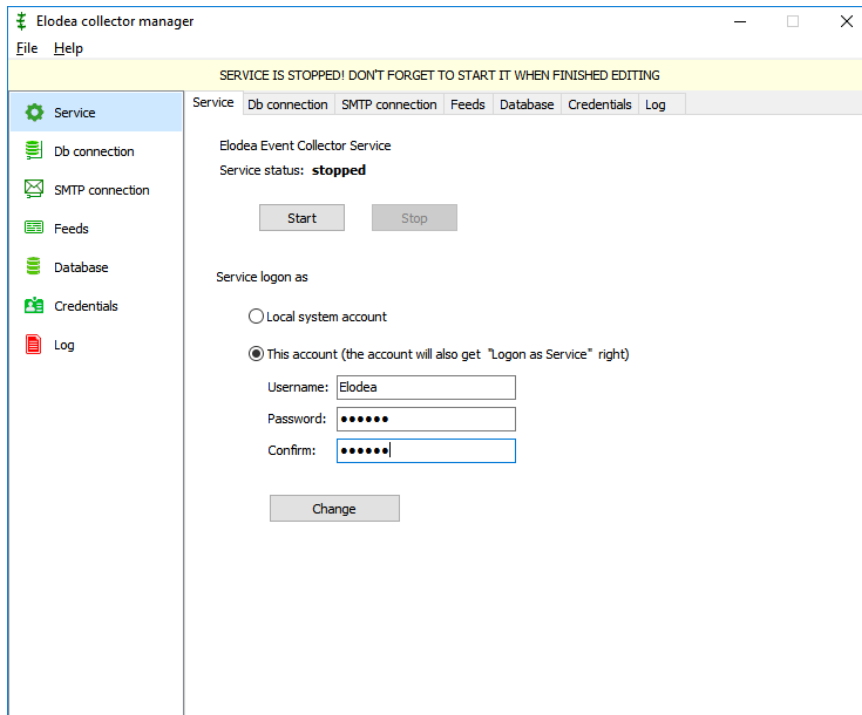 Elodea collector manager
File Help
SERVICE IS STOPPED! DON'T FORGET TO START IT WHEN FINISHED EDITING
Service
Db connection
SMTP connection
Feeds
Database
Credentials
Log
Service Db connection SMTP connection Feeds Database Credentials Log
Elodea Event Collector Service
Service status: stopped
Start Stop
Service logon as
Local system account
This account (the account will also get "Logon as Service" right)
Username: Elodea
Password: ●●●●●●
Confirm: ●●●●●●
Change